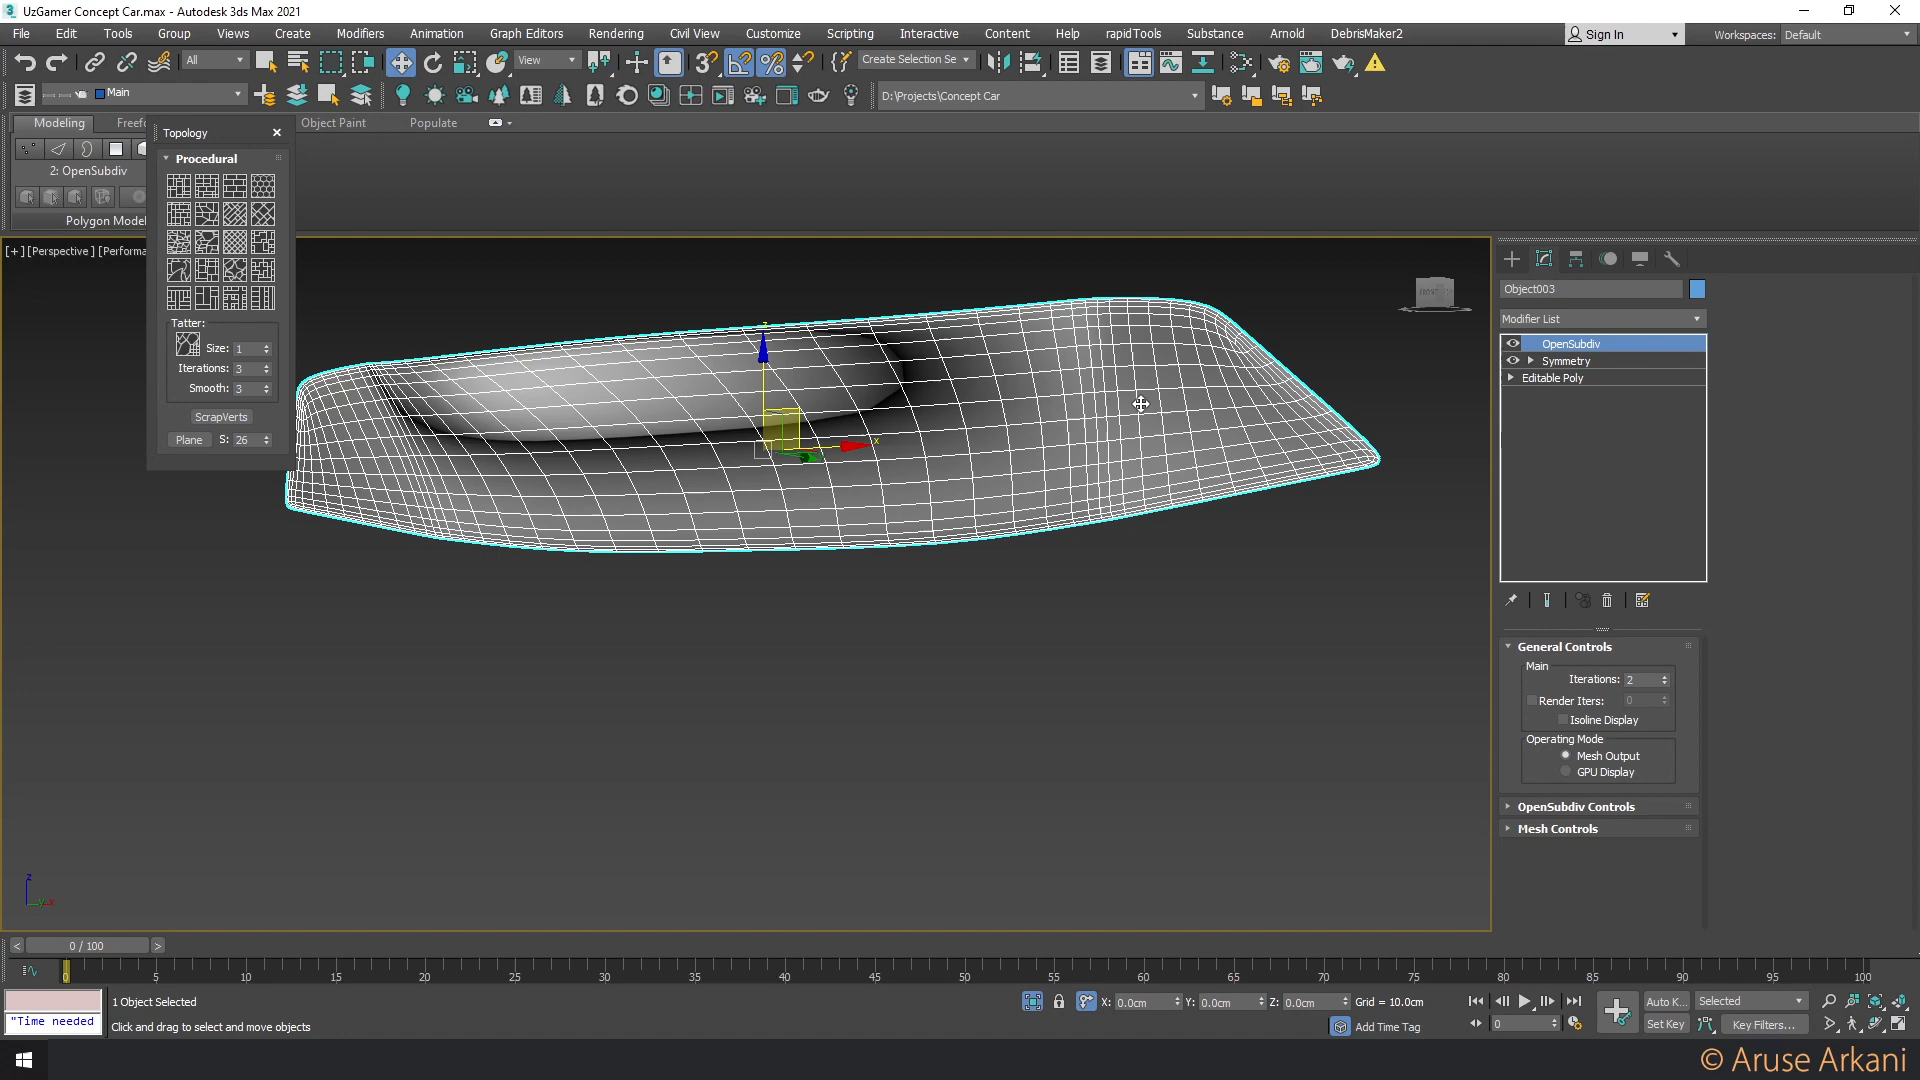 UzGamer Concept Car.max - Autodesk 3ds Max 2021
File Edit Tools Group Views Create Modifiers Animation Graph Editors Rendering Civil View Customize Scripting Interactive Content Help rapidTools Substance Arnold DebrisMaker2
Sign In
Workspaces: Default
All
View
Create Selection Se
Main
D:\Projects\Concept Car
Modeling Freef Object Paint Populate
2: OpenSubdiv
Polygon Model
Topology
Procedural
Tatter:
Size: 1
Iterations: 3
Smooth: 3
ScrapVerts
Plane S: 26
[+] [Perspective ] [Performa
z
x
FRONT
z
x
Object003
Modifier List
OpenSubdiv
Symmetry
Editable Poly
General Controls
Main
Iterations: 2
Render Iters: 0
Isoline Display
Operating Mode
Mesh Output
GPU Display
OpenSubdiv Controls
Mesh Controls
< 0 / 100 >
0 5 10 15 20 25 30 35 40 45 50 55 60 65 70 75 80 85 90 95 100
1 Object Selected
"Time needed
Click and drag to select and move objects
X: 0.0cm Y: 0.0cm Z: 0.0cm Grid = 10.0cm
Add Time Tag
0
Auto K... Selected
Set Key Key Filters...
© Aruse Arkani